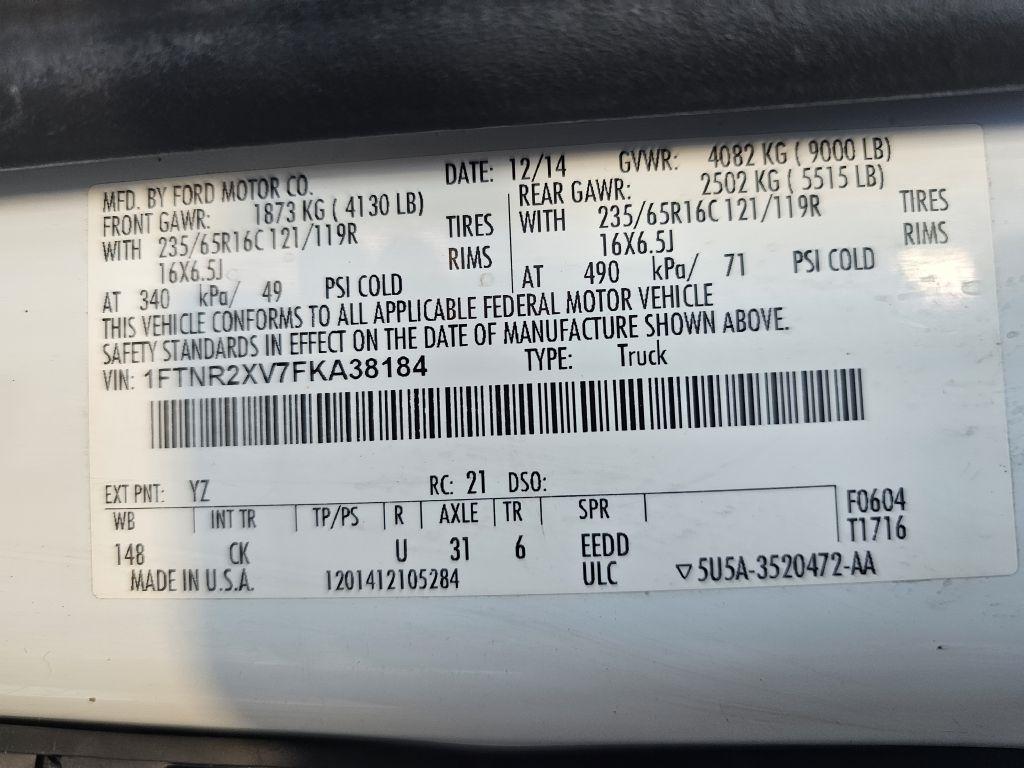 MFD. BY FORD MOTOR CO. DATE: 12/14 GVWR: 4082 KG ( 9000 LB)
FRONT GAWR: 1873 KG ( 4130 LB) REAR GAWR: 2502 KG ( 5515 LB)
WITH 235/65R16C 121/119R TIRES WITH 235/65R16C 121/119R TIRES
16X6.5J RIMS 16X6.5J RIMS
AT 340 kPa/ 49 PSI COLD AT 490 kPa/ 71 PSI COLD
THIS VEHICLE CONFORMS TO ALL APPLICABLE FEDERAL MOTOR VEHICLE
SAFETY STANDARDS IN EFFECT ON THE DATE OF MANUFACTURE SHOWN ABOVE.
VIN: 1FTNR2XV7FKA38184 TYPE: Truck
EXT PNT: YZ RC: 21 DSO:
WB INT TR TP/PS R AXLE TR SPR F0604
T1716
148 CK U 31 6 EEDD
MADE IN U.S.A. 1201412105284 ULC ▽5U5A-3520472-AA